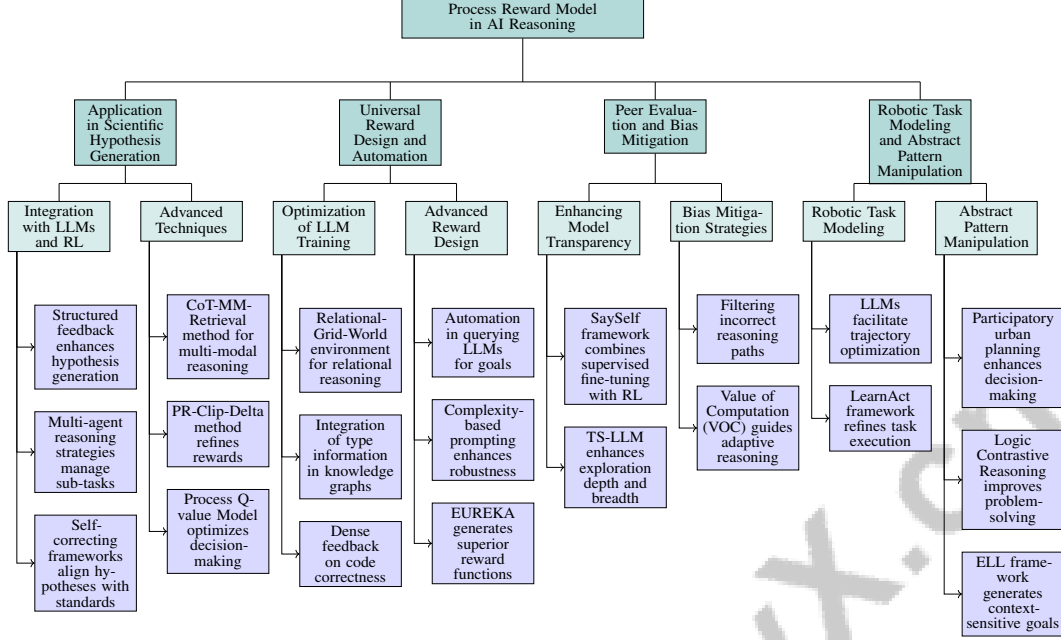 Process Reward Model
in AI Reasoning
Application
in Scientific
Hypothesis
Generation
Universal
Reward
Design and
Automation
Peer Evalua-
tion and Bias
Mitigation
Robotic Task
Modeling
and Abstract
Pattern
Manipulation
Integration
with LLMs
and RL
Advanced
Techniques
Optimization
of LLM
Training
Advanced
Reward
Design
Enhancing
Model
Transparency
Bias Mitiga-
tion Strategies
Robotic Task
Modeling
Abstract
Pattern
Manipulation
Structured
feedback
enhances
hypothesis
generation
Multi-agent
reasoning
strategies
manage
sub-tasks
Self-
correcting
frameworks
align hy-
potheses with
standards
CoT-MM-
Retrieval
method for
multi-modal
reasoning
PR-Clip-Delta
method
refines
rewards
Process Q-
value Model
optimizes
decision-
making
Relational-
Grid-World
environment
for relational
reasoning
Integration
of type
information
in knowledge
graphs
Dense
feedback
on code
correctness
Automation
in querying
LLMs
for goals
Complexity-
based
prompting
enhances
robustness
EUREKA
generates
superior
reward
functions
SaySelf
framework
combines
supervised
fine-tuning
with RL
TS-LLM
enhances
exploration
depth and
breadth
Filtering
incorrect
reasoning
paths
Value of
Computation
(VOC) guides
adaptive
reasoning
LLMs
facilitate
trajectory
optimization
LearnAct
framework
refines task
execution
Participatory
urban
planning
enhances
decision-
making
Logic
Contrastive
Reasoning
improves
problem-
solving
ELL frame-
work
generates
context-
sensitive goals